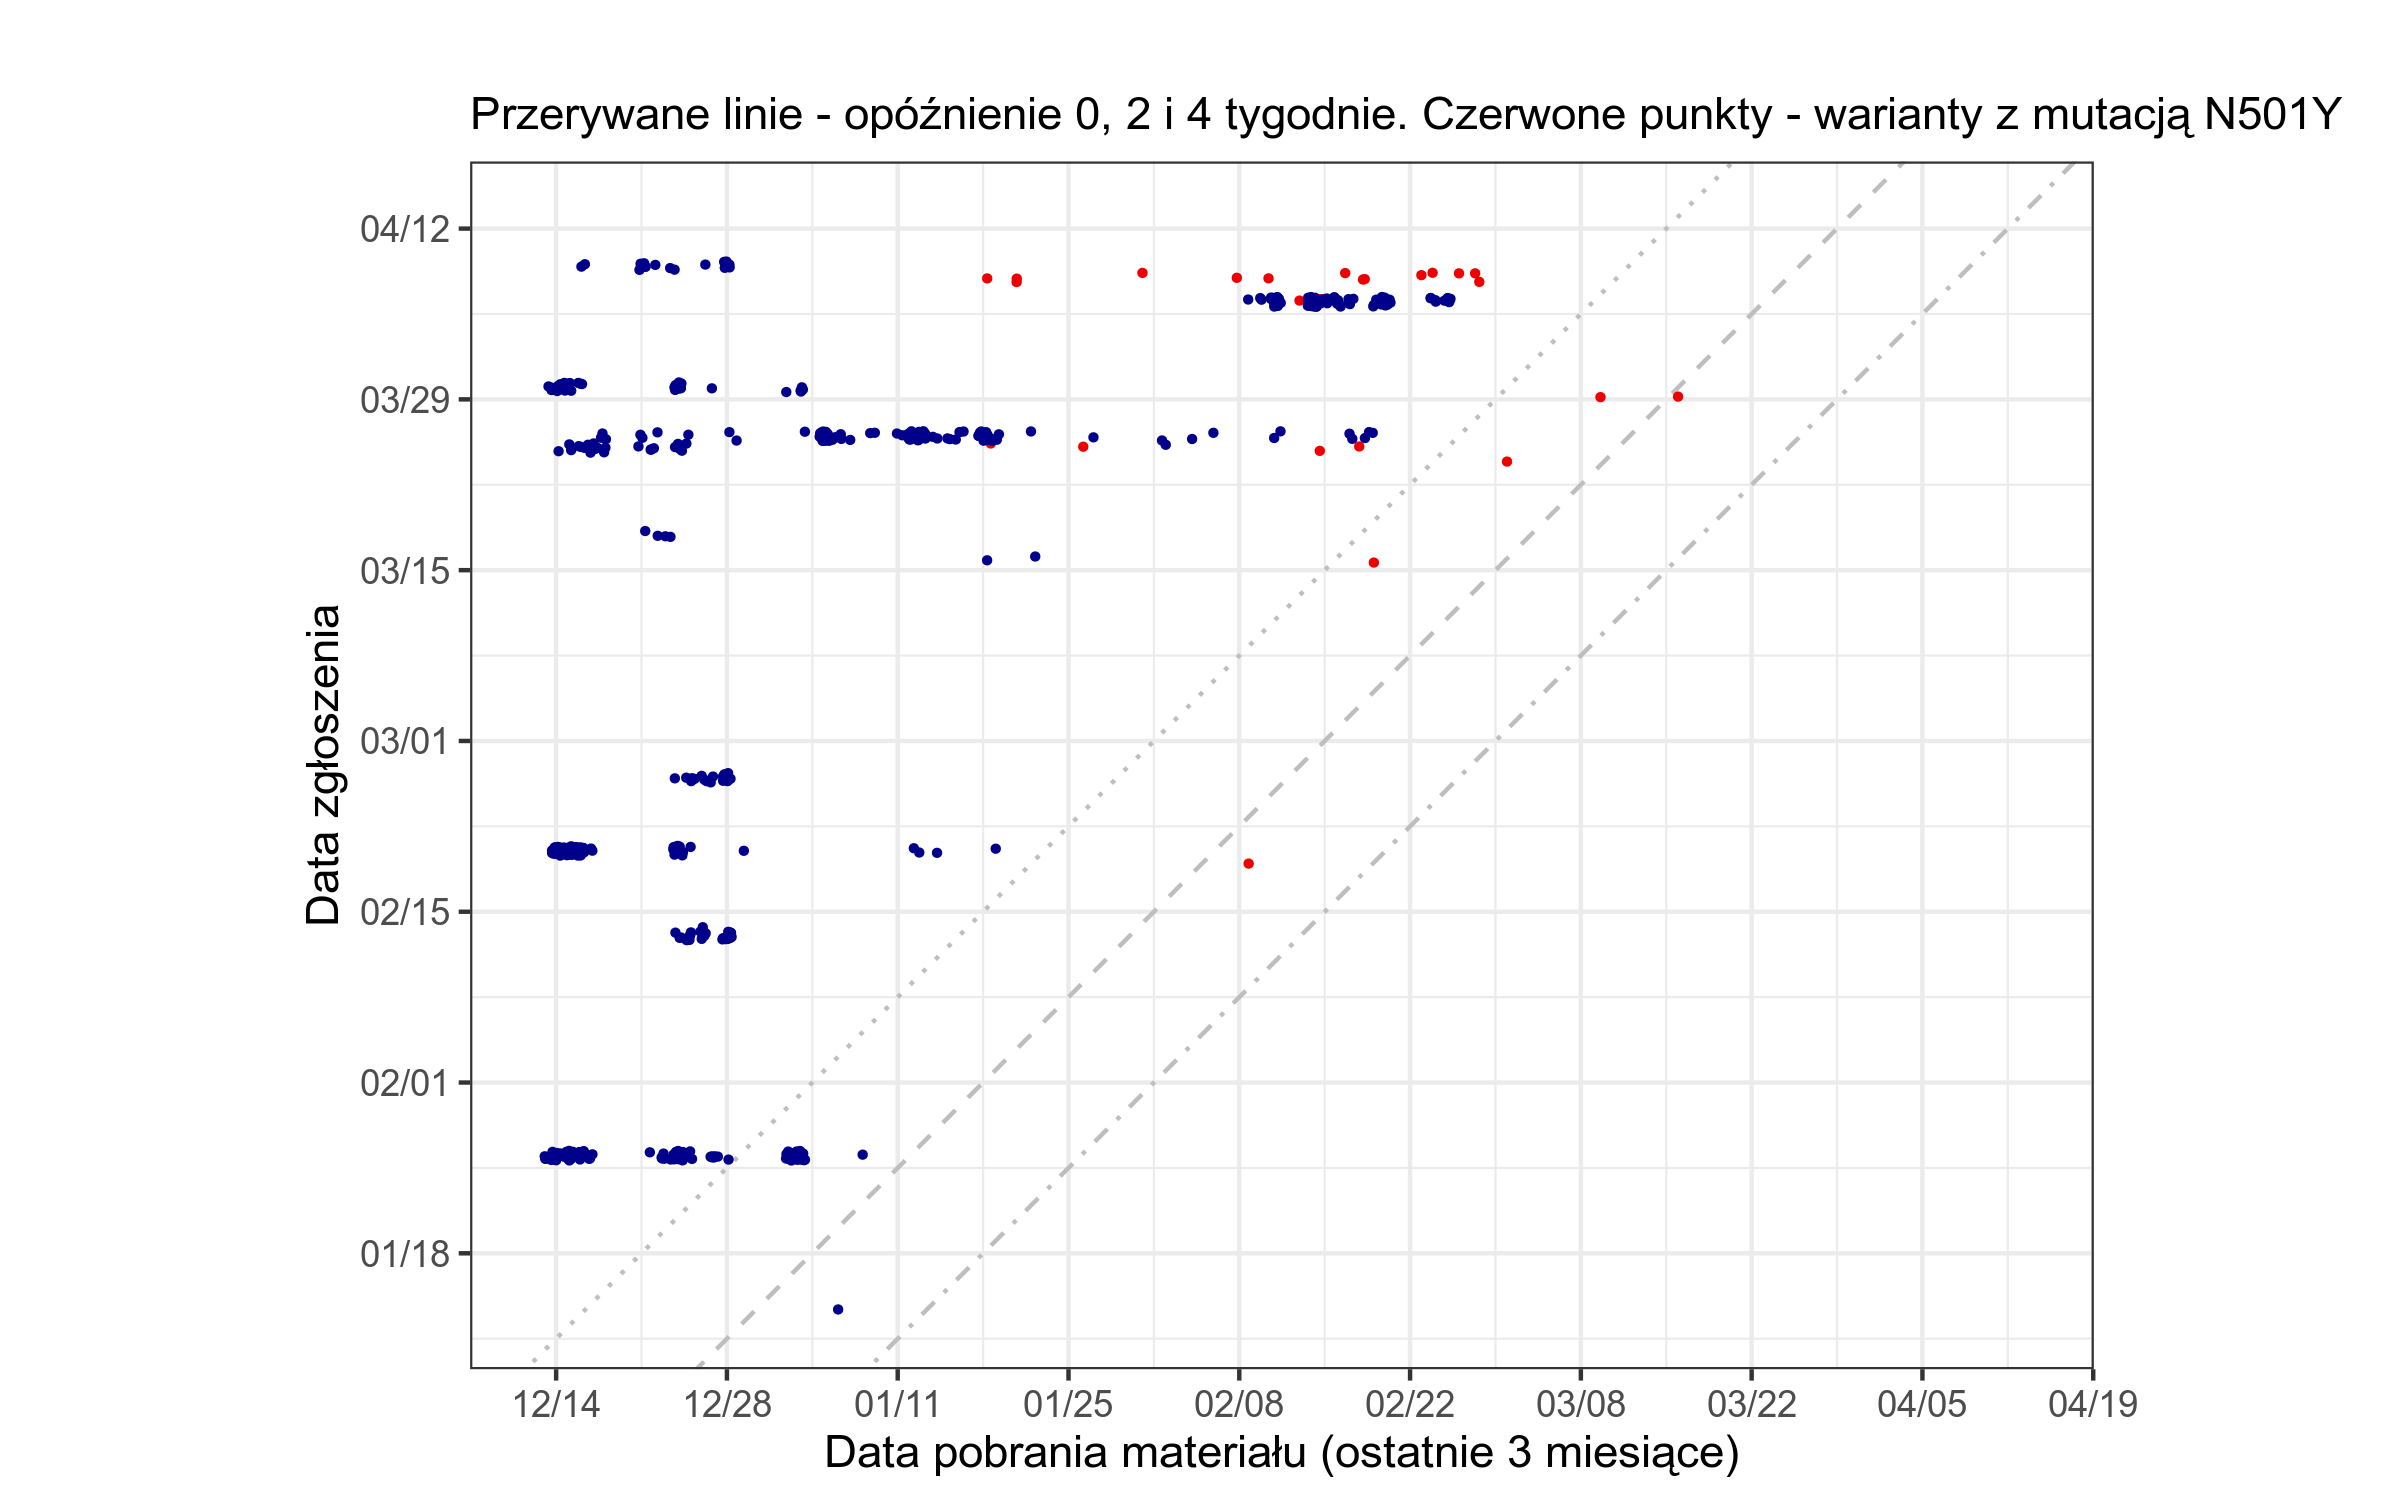 Przerywane linie - opóźnienie 0, 2 i 4 tygodnie. Czerwone punkty - warianty z mutacją N501Y
04/12
03/29
03/15
03/01
02/15
02/01
01/18
Data zgłoszenia
12/14 12/28 01/11 01/25 02/08 02/22 03/08 03/22 04/05 04/19
Data pobrania materiału (ostatnie 3 miesiące)